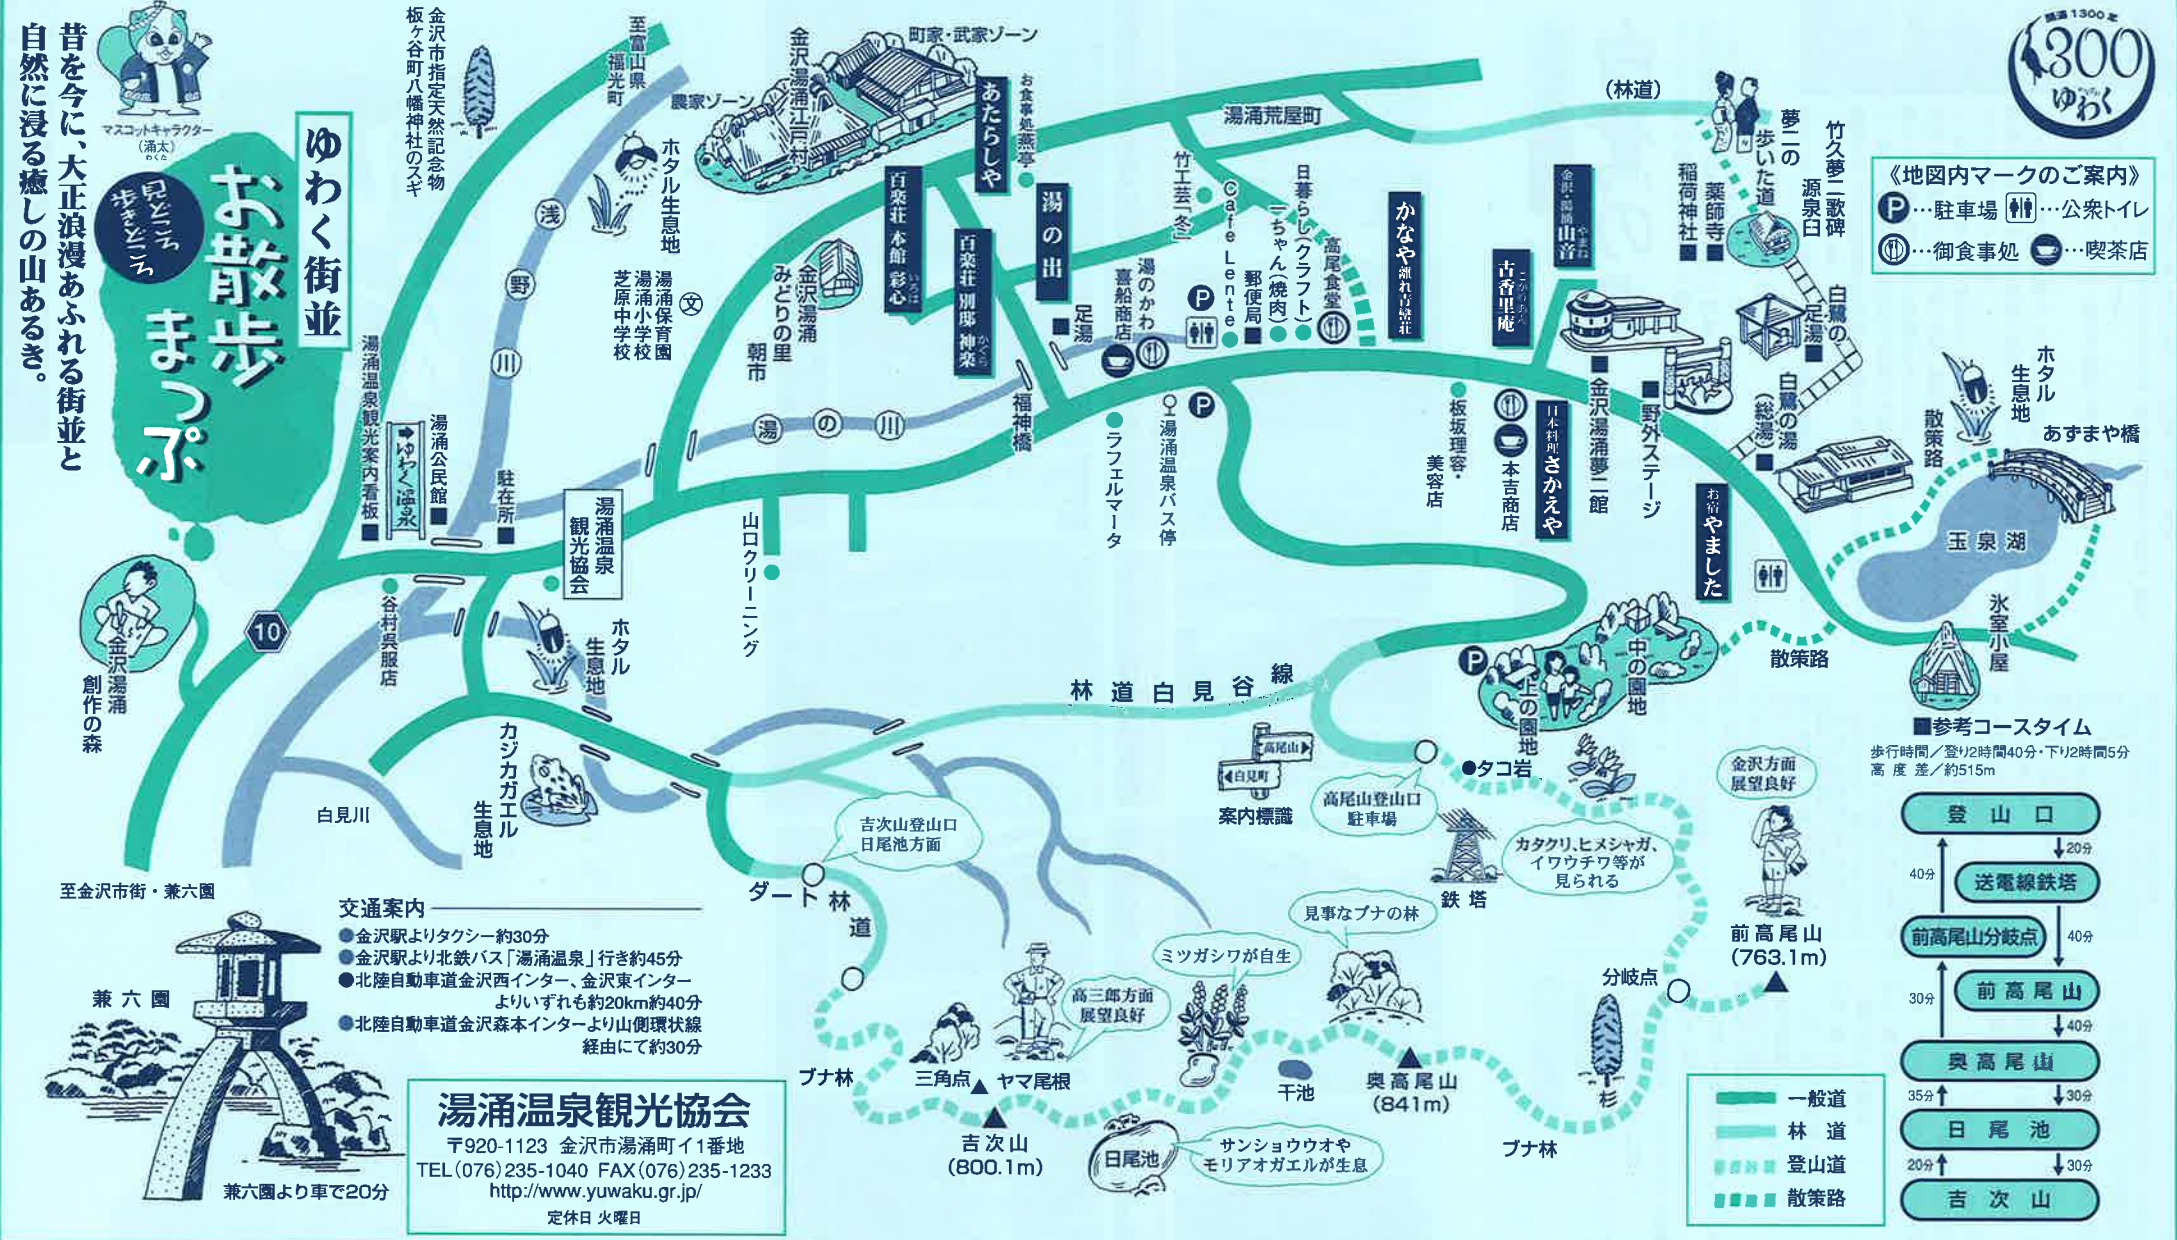 昔を今に、大正浪漫あふれる街並と
自然に浸る癒しの山あるき。
マスコットキャラクター
(涌太)
わくた
ゆわく街並
見どころ
歩きどころ
お散歩
まっぷ
金沢市指定天然記念物
板ヶ谷町八幡神社のスギ
至富山県
福光町
浅
野
川
ホタル生息地
湯涌保育園
湯涌小学校
芝原中学校
文
金沢湯涌江戸村
町家・武家ゾーン
農家ゾーン
あたらしや
お食事処燕亭
百楽荘 本館 彩心
いろは
百楽荘 別邸 神楽
かぐら
湯の出
足湯
金沢湯涌
みどりの里
朝市
湯
の
川
福神橋
湯涌荒屋町
(林道)
竹工芸「冬」
Cafe Lente
郵便局
一ちゃん(焼肉)
日暮らし(クラフト)
高尾食堂
湯のかわ
喜船商店
P
かなや 離れ青巒荘
古香里庵
こがりあん
金沢・湯涌 山音
やまね
夢二の
歩いた道
竹久夢二歌碑
源泉臼
薬師寺
稲荷神社
白鷺の
足湯
白鷺の湯
(総湯)
金沢湯涌夢二館
野外ステージ
開湯1300年
1300
ゆわく
《地図内マークのご案内》
P…駐車場 …公衆トイレ
…御食事処 …喫茶店
ホタル
生息地
散策路
あずまや橋
玉泉湖
氷室小屋
散策路
お宿 やました
日本料理 さかえや
本吉商店
板坂理容・
美容店
P
湯涌温泉バス停
ラフェルマータ
山口クリーニング
湯涌温泉
観光協会
駐在所
湯涌公民館
ゆわく温泉
湯涌温泉観光案内看板
谷村呉服店
10
金沢湯涌
創作の森
ホタル
生息地
カジカガエル
生息地
白見川
至金沢市街・兼六園
林道白見谷線
高尾山
白見町
案内標識
高尾山登山口
駐車場
P
上の園地
中の園地
タコ岩
カタクリ、ヒメシャガ、
イワウチワ等が
見られる
鉄塔
金沢方面
展望良好
前高尾山
(763.1m)
分岐点
杉
ブナ林
見事なブナの林
奥高尾山
(841m)
干池
ミツガシワが自生
サンショウウオや
モリアオガエルが生息
日尾池
高三郎方面
展望良好
ヤマ尾根
三角点
吉次山
(800.1m)
ブナ林
吉次山登山口
日尾池方面
ダート林道
交通案内
●金沢駅よりタクシー約30分
●金沢駅より北鉄バス「湯涌温泉」行き約45分
●北陸自動車道金沢西インター、金沢東インター
よりいずれも約20km約40分
●北陸自動車道金沢森本インターより山側環状線
経由にて約30分
兼六園
兼六園より車で20分
湯涌温泉観光協会
〒920-1123 金沢市湯涌町イ1番地
TEL(076)235-1040 FAX(076)235-1233
http://www.yuwaku.gr.jp/
定休日 火曜日
■参考コースタイム
歩行時間／登り2時間40分・下り2時間5分
高度差／約515m
登山口
20分
送電線鉄塔
40分
前高尾山分岐点
40分
前高尾山
30分
40分
奥高尾山
35分
30分
日尾池
20分
30分
吉次山
一般道
林道
登山道
散策路